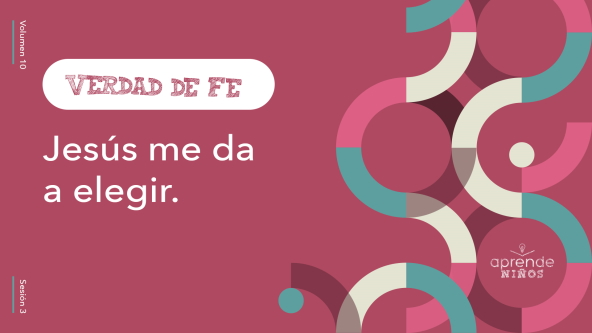 Volumen 10
VERDAD DE FE
Jesús me da
a elegir.
Sesión 3
aprende
NIÑOS